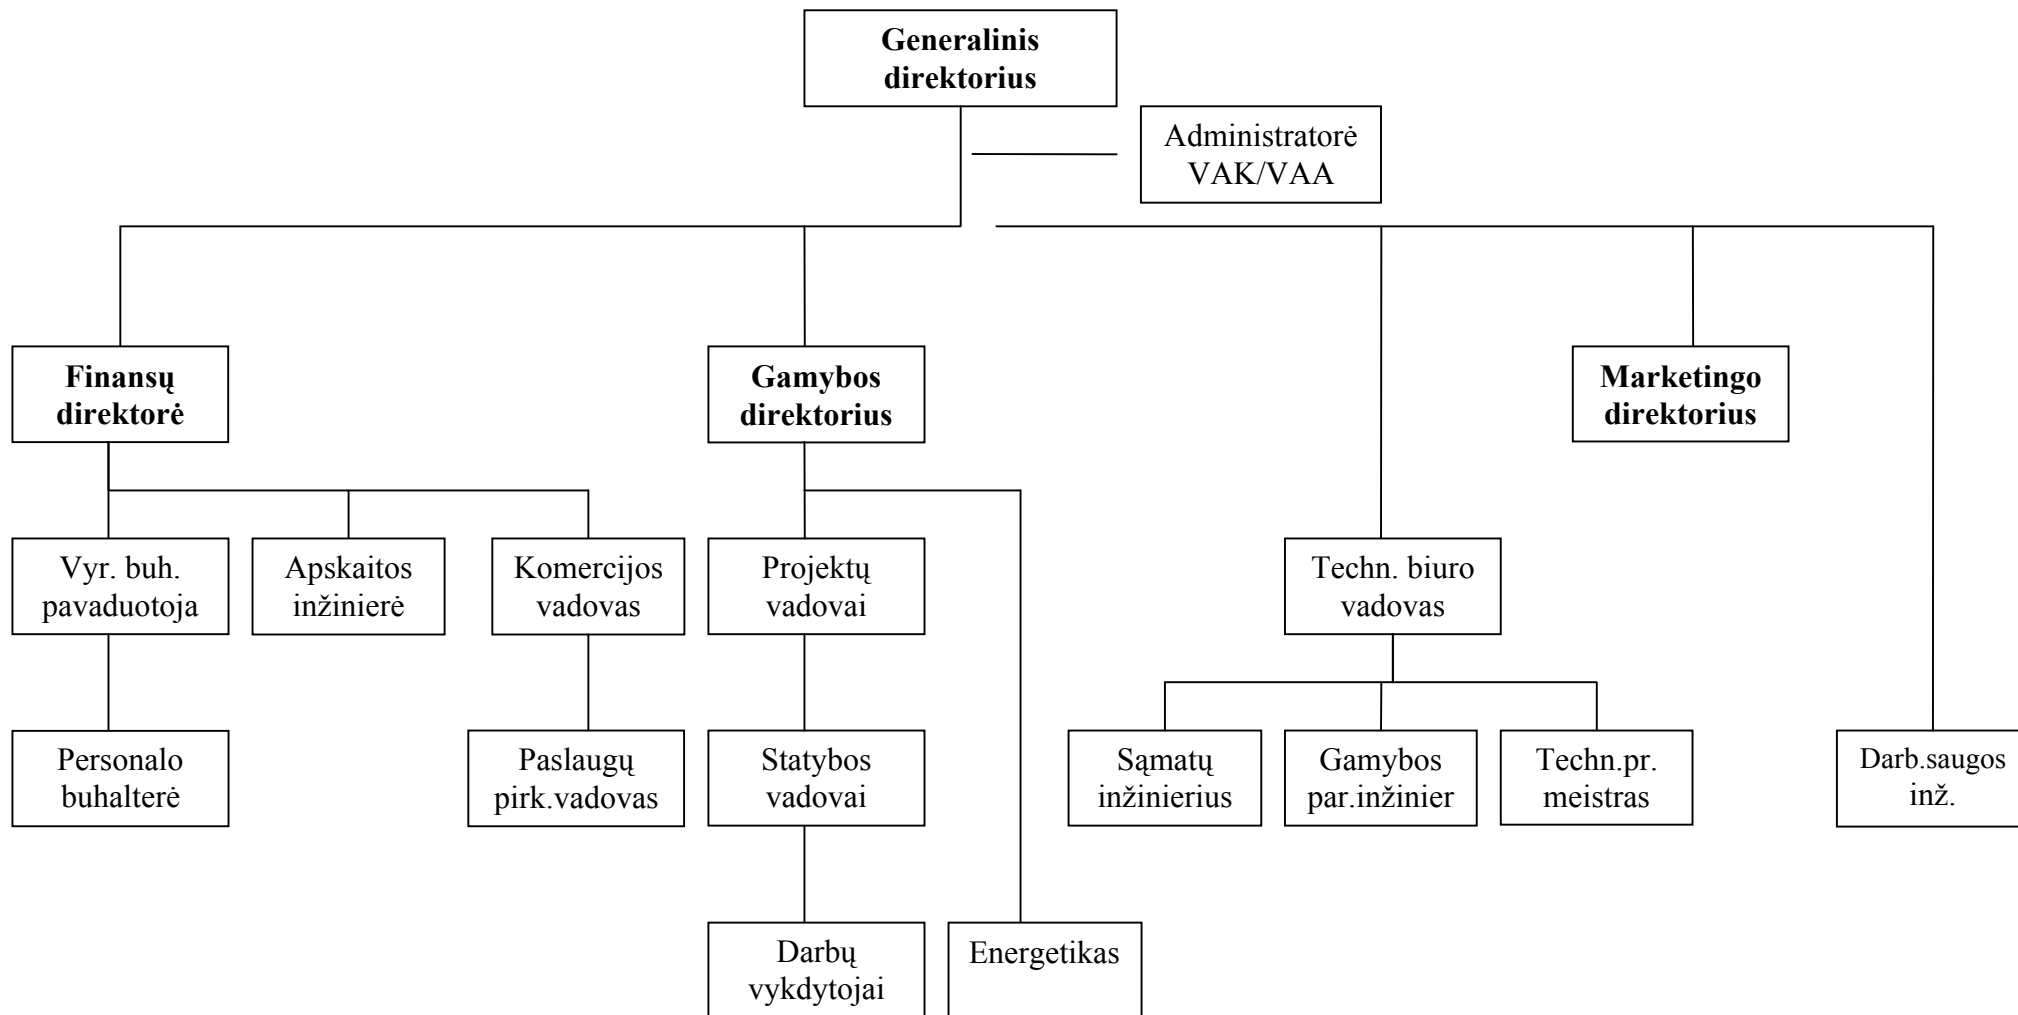 Generalinis
direktorius
Administratorė
VAK/VAA
Finansų
direktorė
Gamybos
direktorius
Marketingo
direktorius
Vyr. buh.
pavaduotoja
Apskaitos
inžinierė
Komercijos
vadovas
Projektų
vadovai
Techn. biuro
vadovas
Personalo
buhalterė
Paslaugų
pirk.vadovas
Statybos
vadovai
Sąmatų
inžinierius
Gamybos
par.inžinier
Techn.pr.
meistras
Darb.saugos
inž.
Darbų
vykdytojai
Energetikas